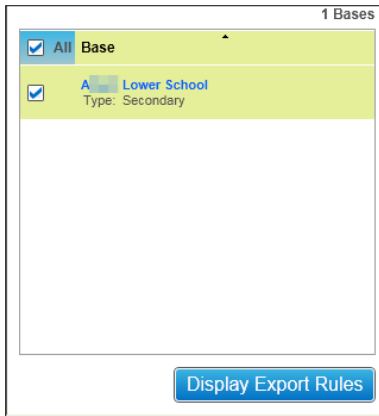 1 Bases
All Base
Lower School
Type: Secondary
Display Export Rules